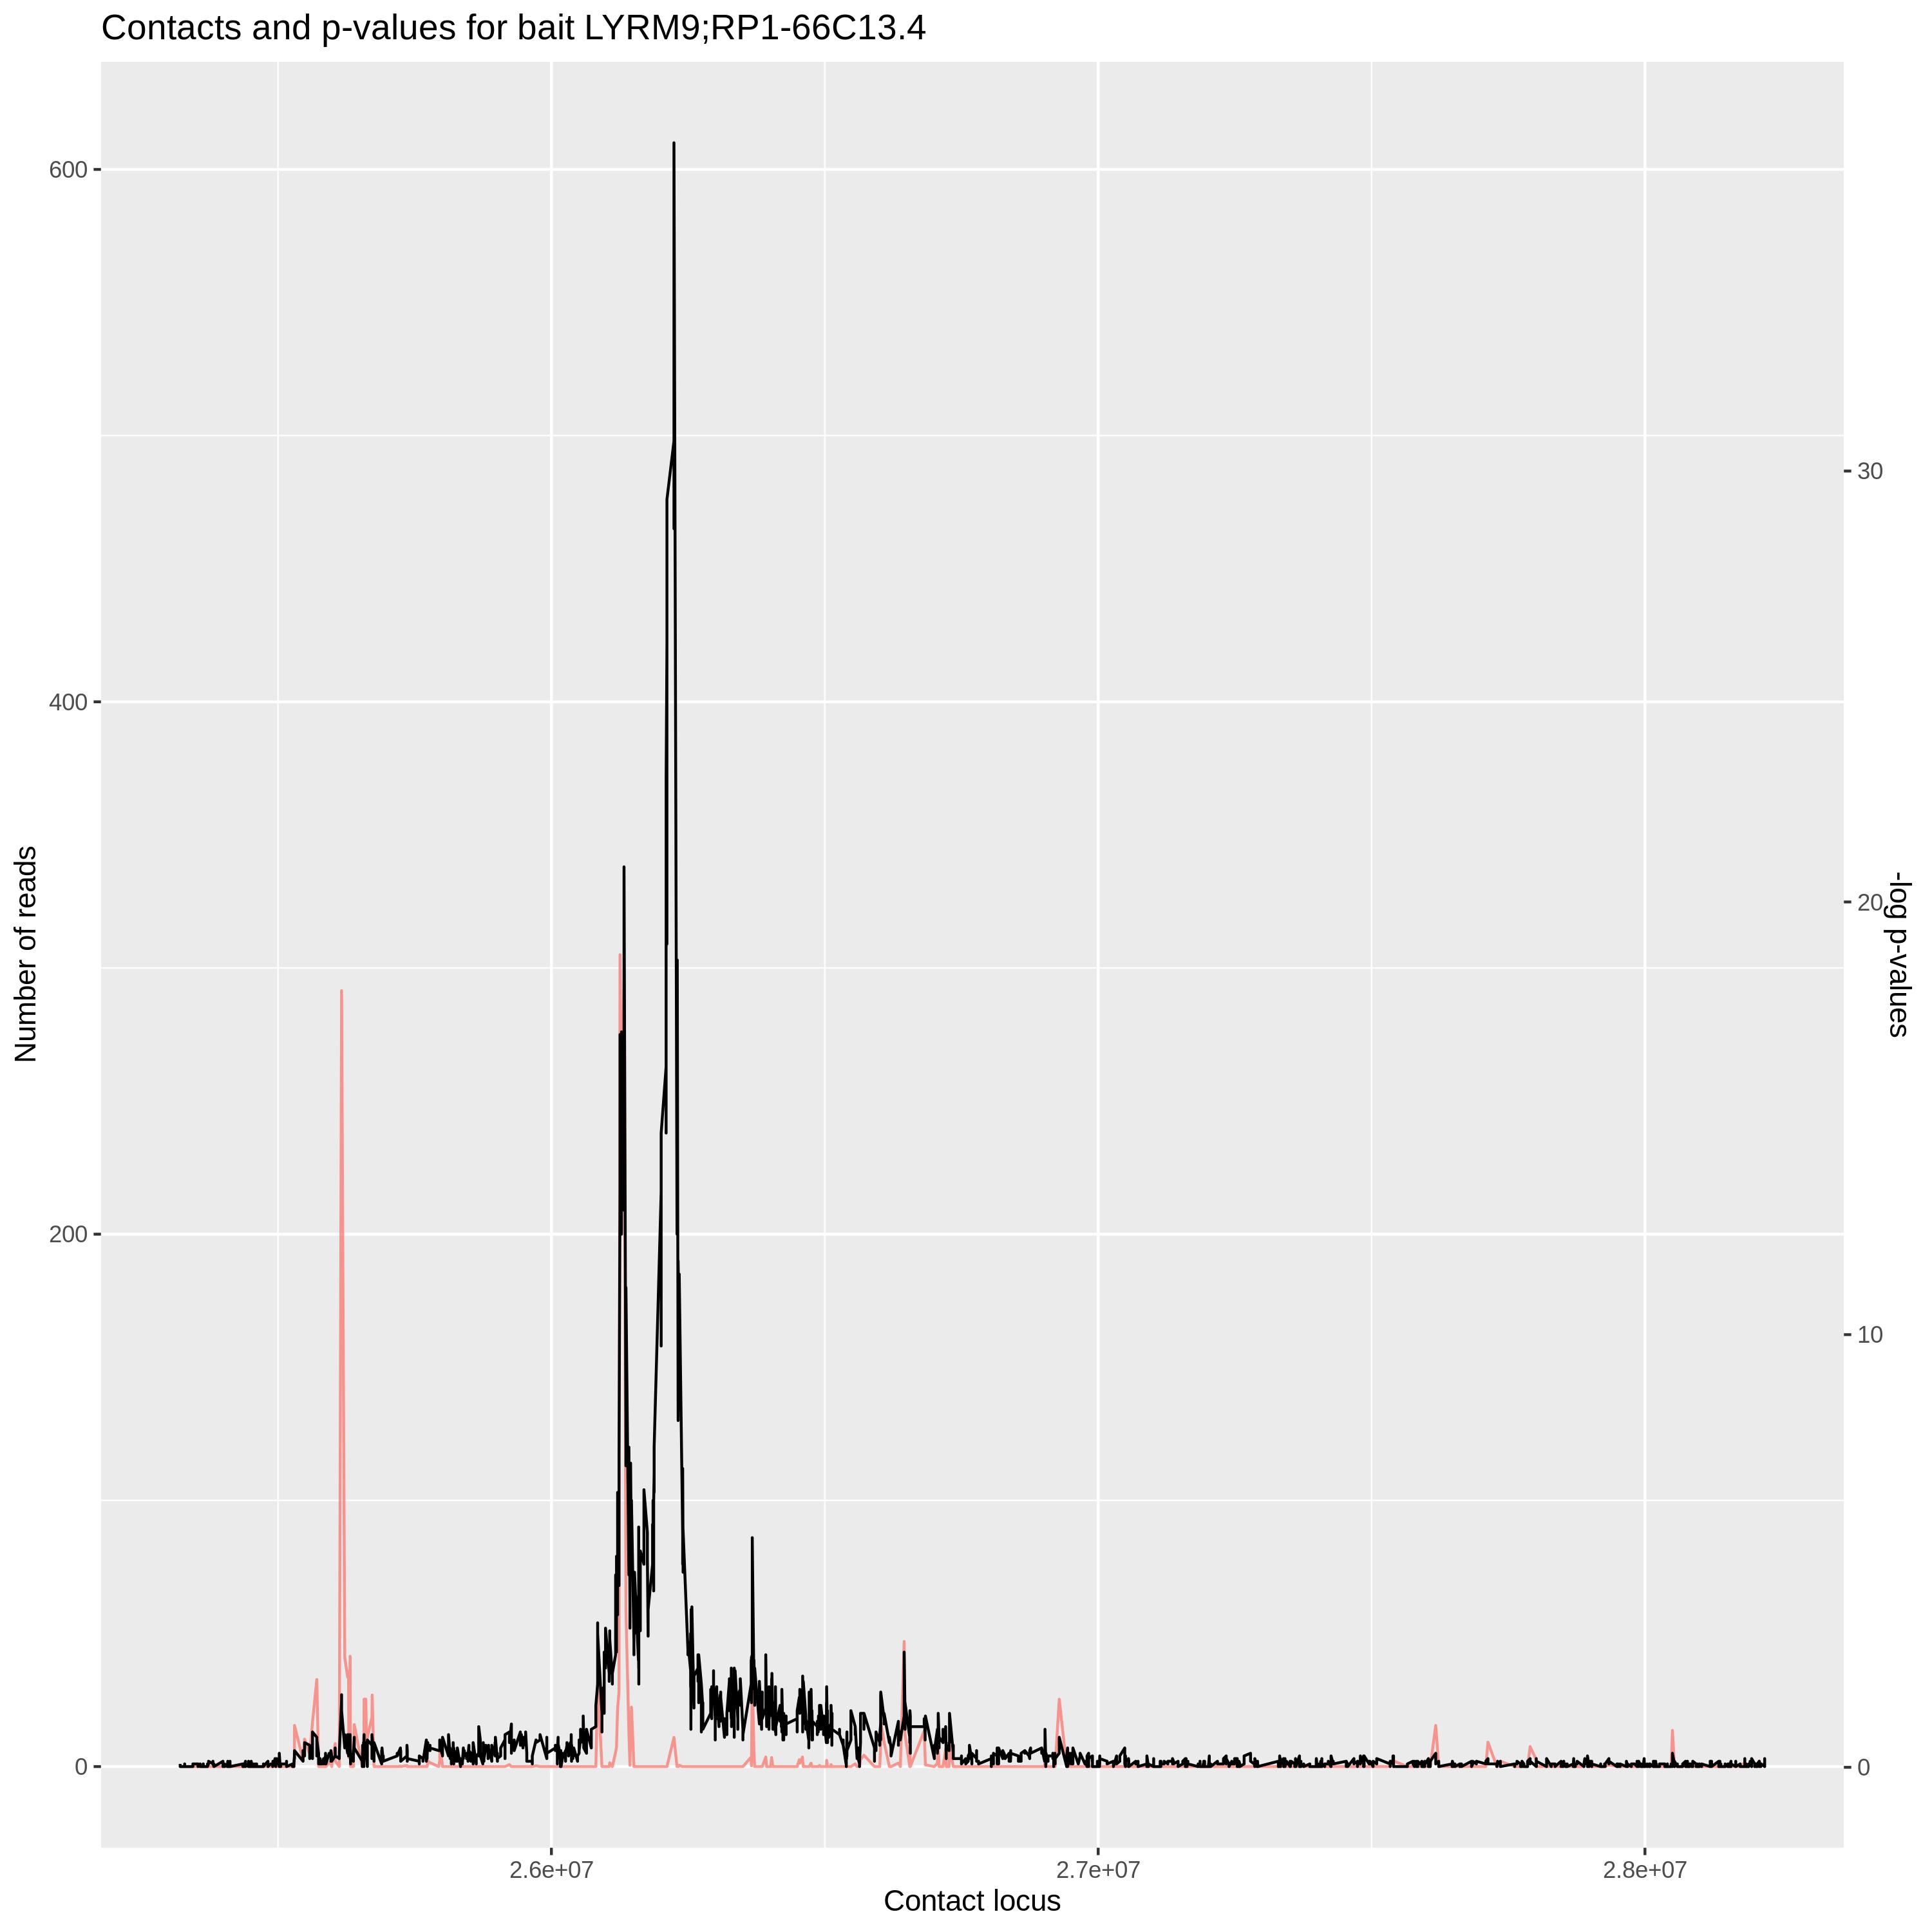 Contacts and p-values for bait LYRM9;RP1-66C13.4
600
400
200
0
30
20
10
0
Number of reads
-log p-values
2.6e+07
2.7e+07
2.8e+07
Contact locus